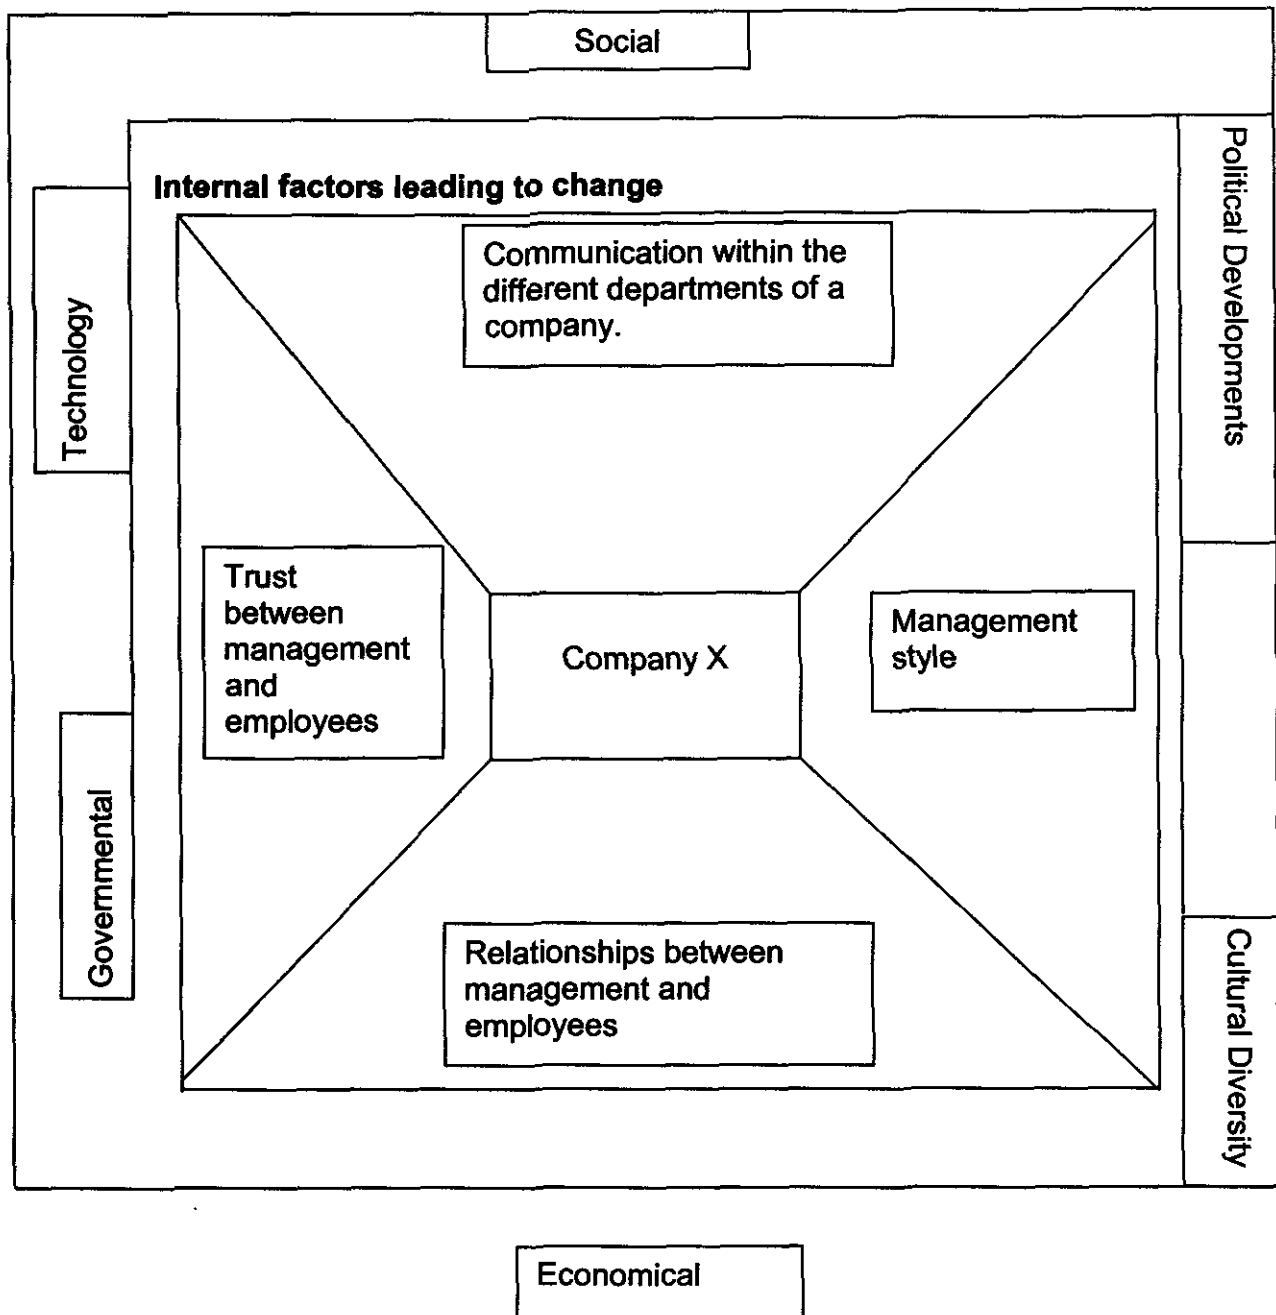 Social
Political Developments
Internal factors leading to change
Technology
Communication within the
different departments of a
company.
Trust
between
management
and
employees
Company X
Management
style
Governmental
Relationships between
management and
employees
Cultural Diversity
Economical